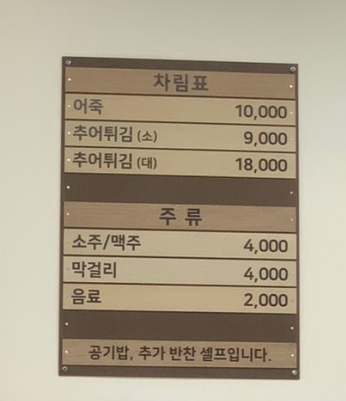 차림표
어죽 10,000
추어튀김 (소) 9,000
추어튀김 (대) 18,000
주 류
소주/맥주 4,000
막걸리 4,000
음료 2,000
공기밥, 추가 반찬 셀프입니다.